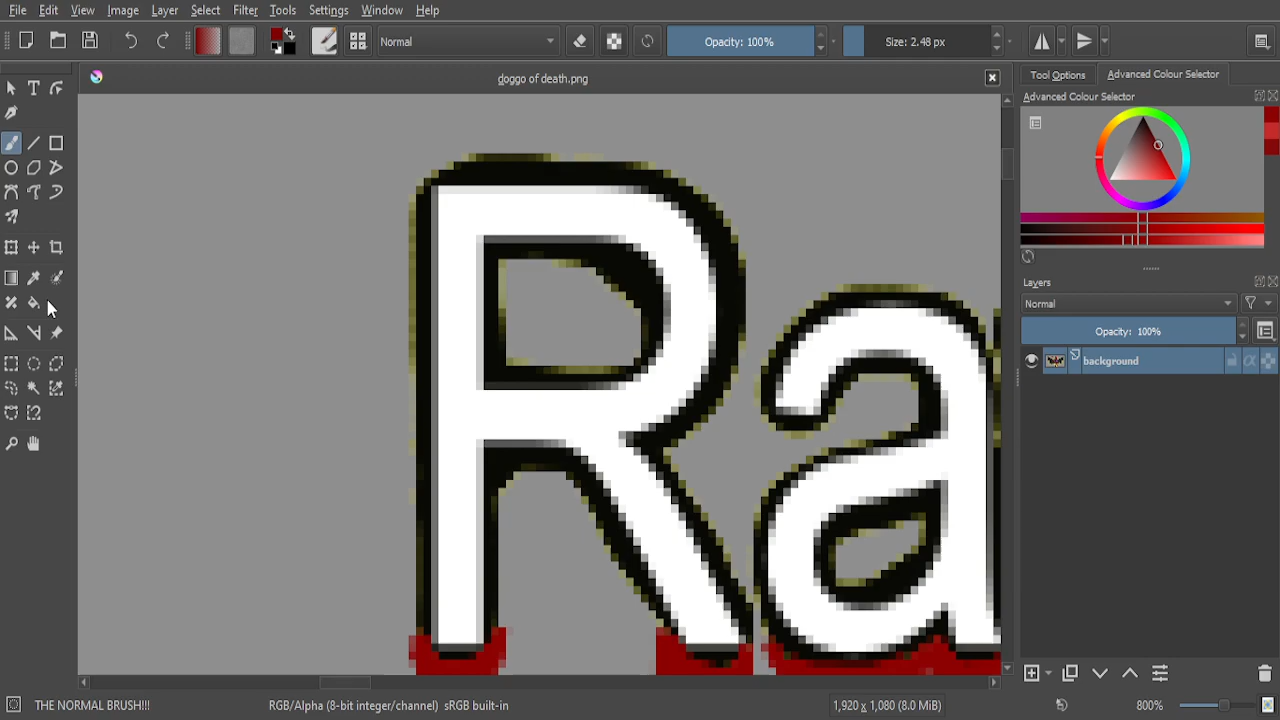 File Edit View Image Layer Select Filter Tools Settings Window Help
Normal Opacity: 100% Size: 2.48 px
doggo of death.png
Tool Options Advanced Colour Selector
Advanced Colour Selector
Layers
Normal
Opacity: 100%
background
Ra
THE NORMAL BRUSH!!! RGB/Alpha (8-bit integer/channel) sRGB built-in 1,920 x 1,080 (8.0 MiB) 800%